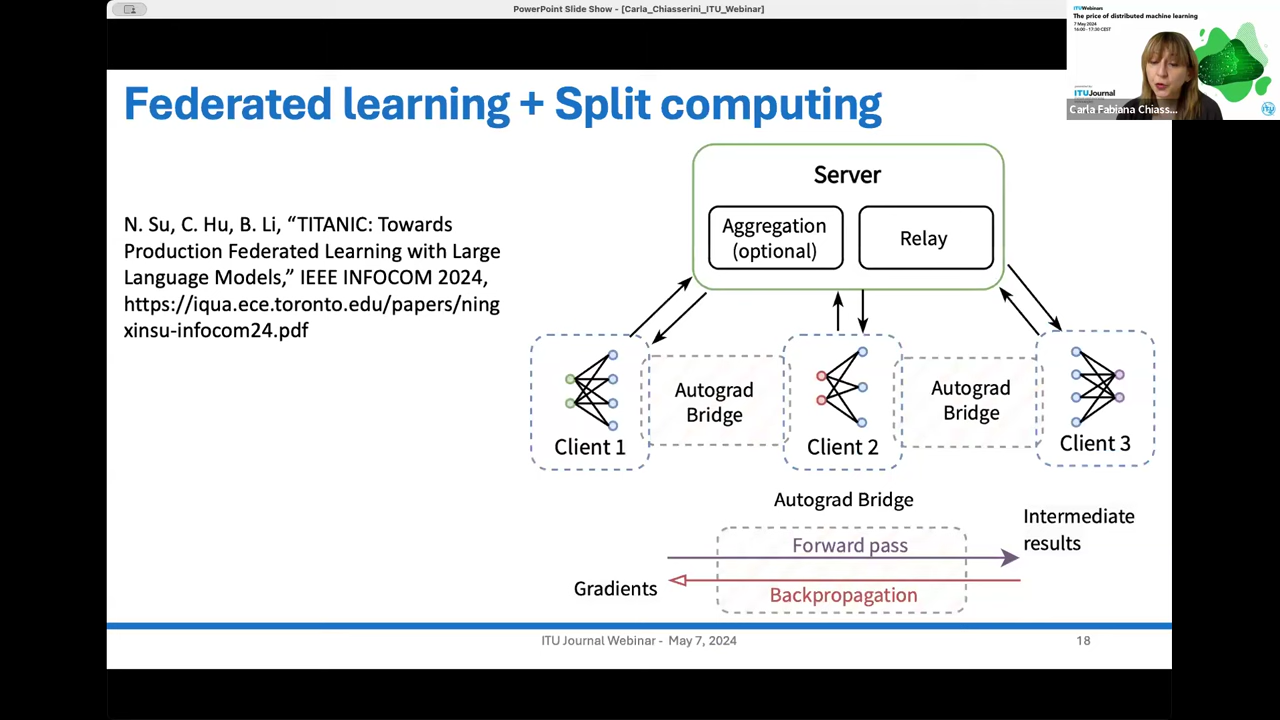 PowerPoint Slide Show - [Carla_Chiasserini_ITU_Webinar]
ITUWebinars
The price of distributed machine learning
7 May 2024
16:00 - 17:30 CEST
ITUJournal
Carla Fabiana Chiass...
Federated learning + Split computing
N. Su, C. Hu, B. Li, “TITANIC: Towards
Production Federated Learning with Large
Language Models,” IEEE INFOCOM 2024,
https://iqua.ece.toronto.edu/papers/ning
xinsu-infocom24.pdf
Server
Aggregation
(optional)
Relay
Autograd
Bridge
Autograd
Bridge
Client 1
Client 2
Client 3
Autograd Bridge
Intermediate
results
Forward pass
Gradients
Backpropagation
ITU Journal Webinar - May 7, 2024
18